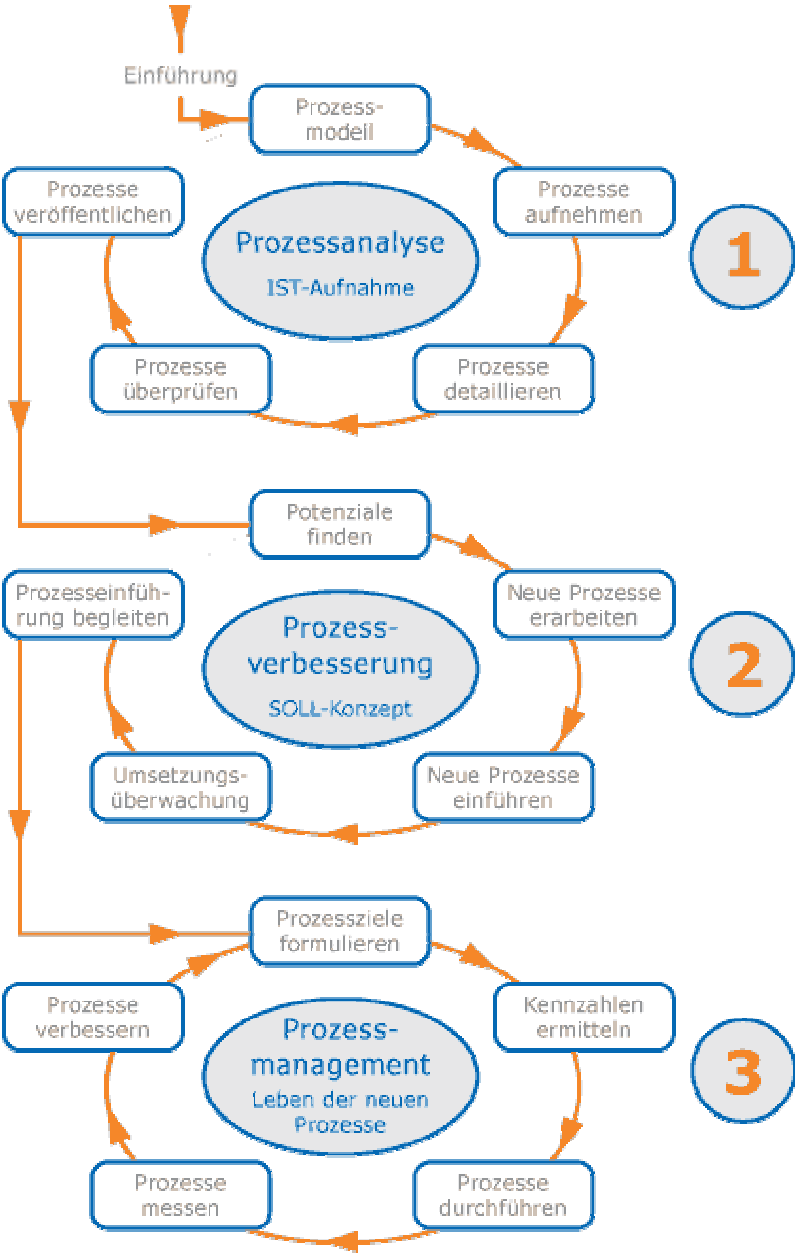 Einführung
Prozess-
modell
Prozesse
veröffentlichen
Prozessanalyse
IST-Aufnahme
Prozesse
aufnehmen
1
Prozesse
überprüfen
Prozesse
detaillieren
Potenziale
finden
Prozesseinfüh-
rung begleiten
Prozess-
verbesserung
SOLL-Konzept
Neue Prozesse
erarbeiten
2
Umsetzungs-
überwachung
Neue Prozesse
einführen
Prozessziele
formulieren
Prozesse
verbessern
Prozess-
management
Leben der neuen
Prozesse
Kennzahlen
ermitteln
3
Prozesse
messen
Prozesse
durchführen